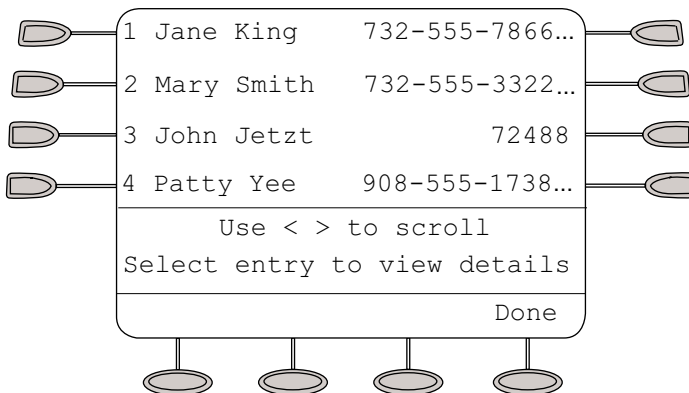 1 Jane King 732-555-7866...
2 Mary Smith 732-555-3322...
3 John Jetzt 72488
4 Patty Yee 908-555-1738...
Use < > to scroll
Select entry to view details
Done